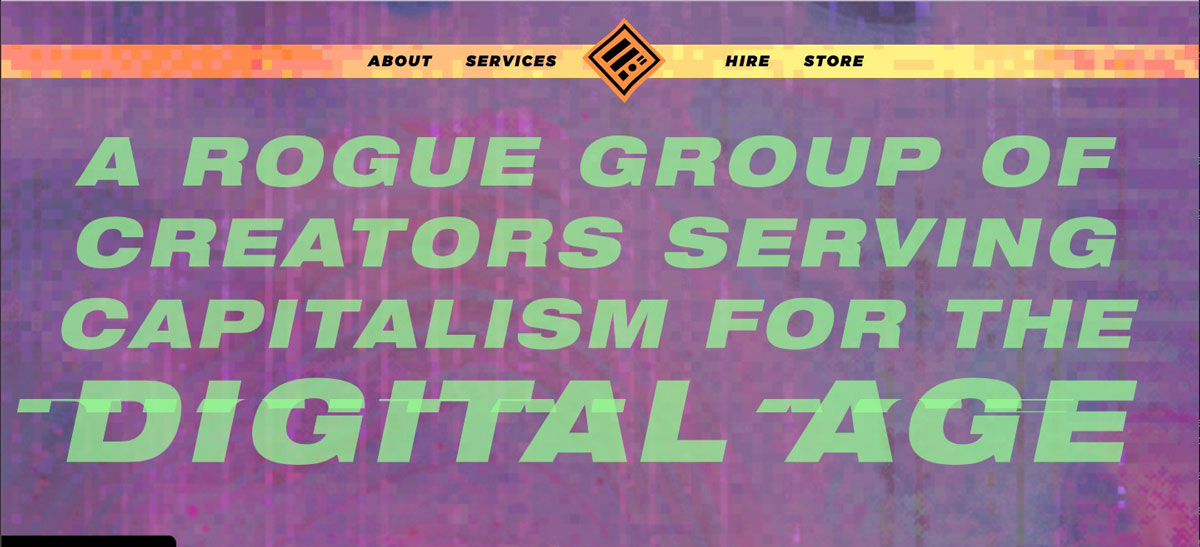 ABOUT SERVICES HIRE STORE
A ROGUE GROUP OF
CREATORS SERVING
CAPITALISM FOR THE
DIGITAL AGE